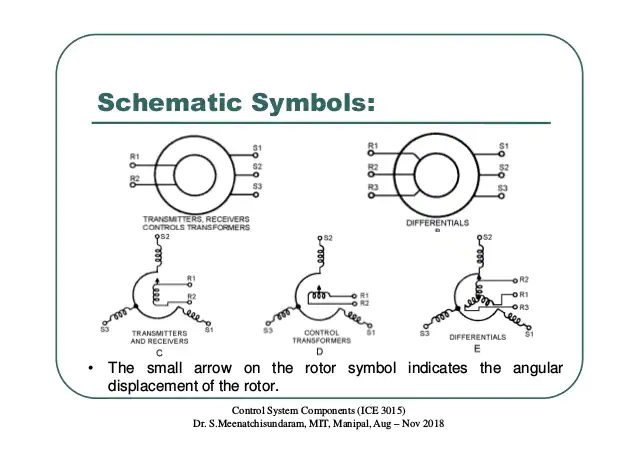 Schematic Symbols:
R1
R2
S1
S2
S3
TRANSMITTERS, RECEIVERS
CONTROLS TRANSFORMERS
R1
R2
R3
S1
S2
S3
DIFFERENTIALS
S2
R1
R2
S3
S1
TRANSMITTERS
AND RECEIVERS
C
S2
R1
R2
S3
S1
CONTROL
TRANSFORMERS
D
S2
R2
R1
R3
S3
S1
DIFFERENTIALS
E
• The small arrow on the rotor symbol indicates the angular
displacement of the rotor.
Control System Components (ICE 3015)
Dr. S.Meenatchisundaram, MIT, Manipal, Aug – Nov 2018